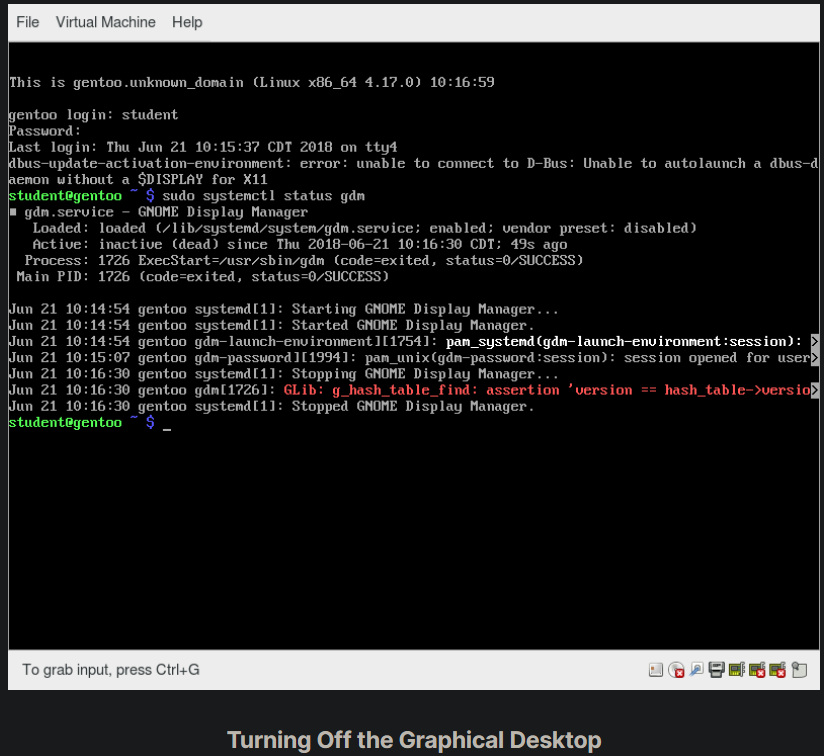 File Virtual Machine Help
This is gentoo.unknown_domain (Linux x86_64 4.17.0) 10:16:59
gentoo login: student
Password:
Last login: Thu Jun 21 10:15:37 CDT 2018 on tty4
dbus-update-activation-environment: error: unable to connect to D-Bus: Unable to autolaunch a dbus-d
aemon without a $DISPLAY for X11
student@gentoo ~ $ sudo systemctl status gdm
■ gdm.service - GNOME Display Manager
Loaded: loaded (/lib/systemd/system/gdm.service; enabled; vendor preset: disabled)
Active: inactive (dead) since Thu 2018-06-21 10:16:30 CDT; 49s ago
Process: 1726 ExecStart=/usr/sbin/gdm (code=exited, status=0/SUCCESS)
Main PID: 1726 (code=exited, status=0/SUCCESS)
Jun 21 10:14:54 gentoo systemd[1]: Starting GNOME Display Manager...
Jun 21 10:14:54 gentoo systemd[1]: Started GNOME Display Manager.
Jun 21 10:14:54 gentoo gdm-launch-environment][1754]: pam_systemd(gdm-launch-environment:session): >
Jun 21 10:15:07 gentoo gdm-password][1994]: pam_unix(gdm-password:session): session opened for user>
Jun 21 10:16:30 gentoo systemd[1]: Stopping GNOME Display Manager...
Jun 21 10:16:30 gentoo gdm[1726]: GLib: g_hash_table_find: assertion 'version == hash_table->versio>
Jun 21 10:16:30 gentoo systemd[1]: Stopped GNOME Display Manager.
student@gentoo ~ $ _
To grab input, press Ctrl+G
Turning Off the Graphical Desktop